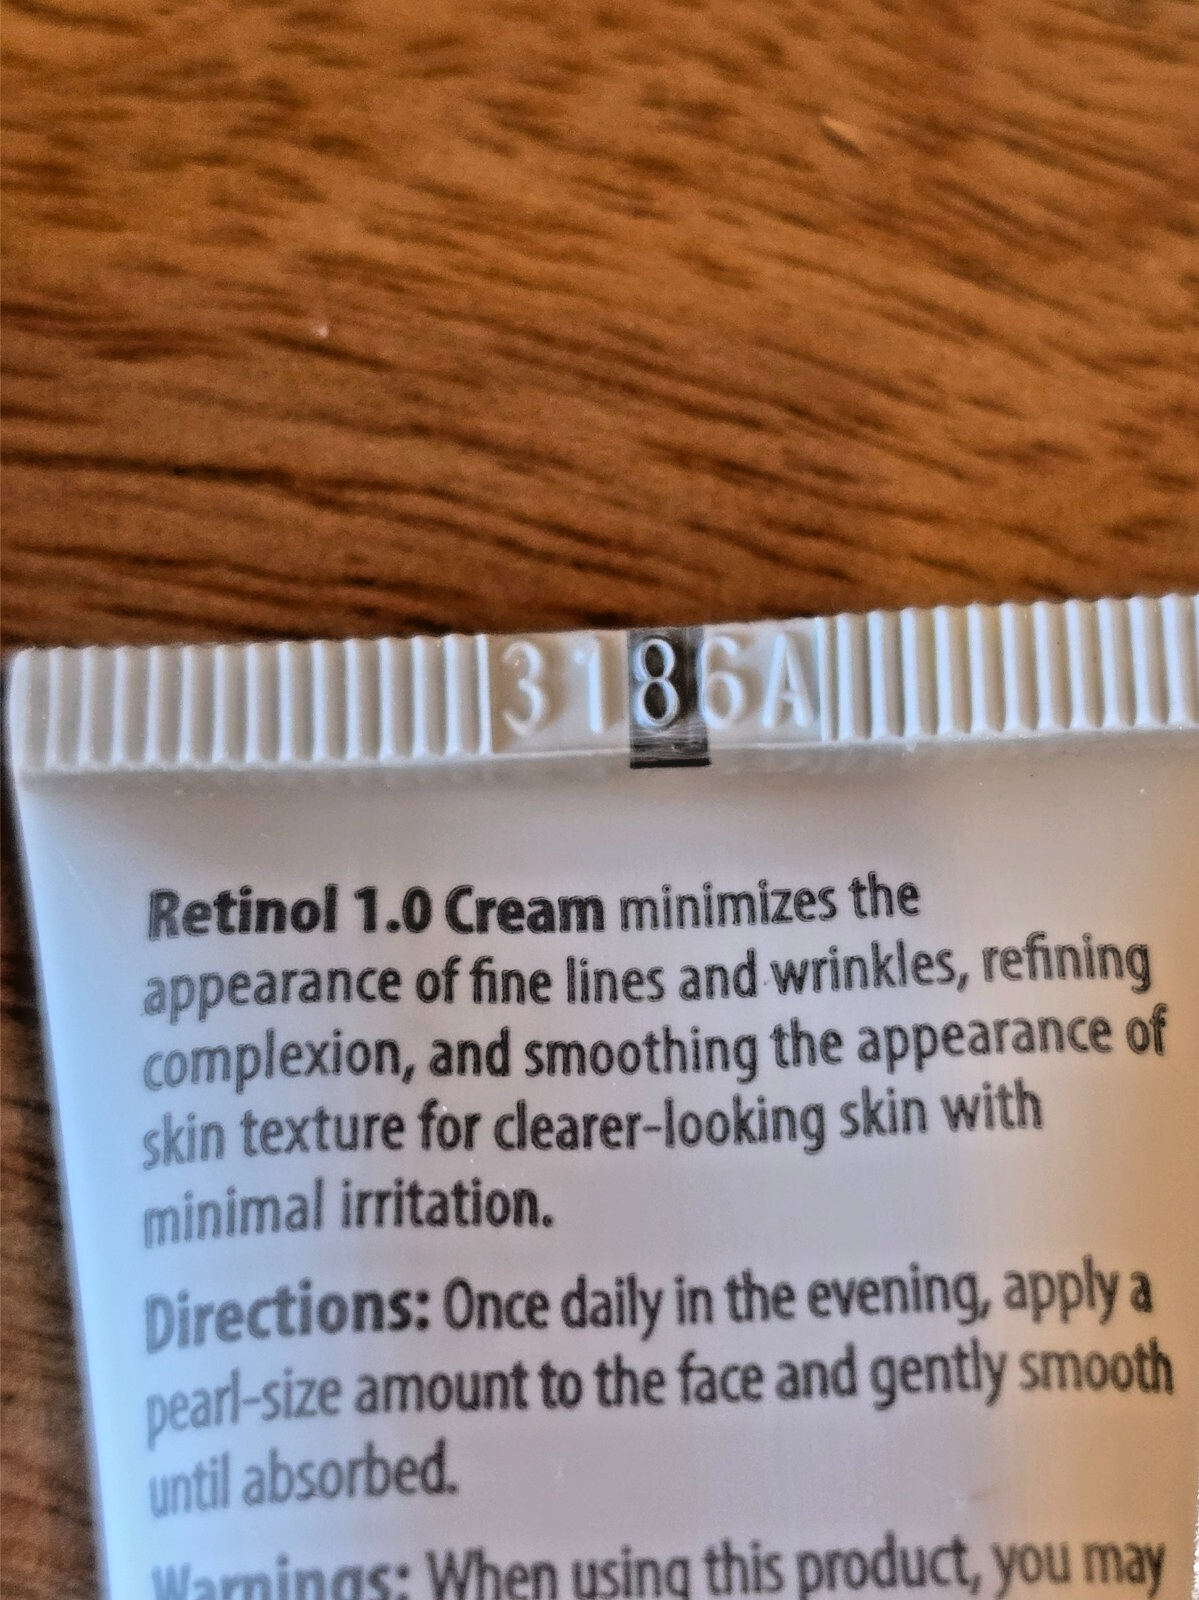 3186A
Retinol 1.0 Cream minimizes the
appearance of fine lines and wrinkles, refining
complexion, and smoothing the appearance of
skin texture for clearer-looking skin with
minimal irritation.
Directions: Once daily in the evening, apply a
pearl-size amount to the face and gently smooth
until absorbed.
Warnings: When using this product, you may